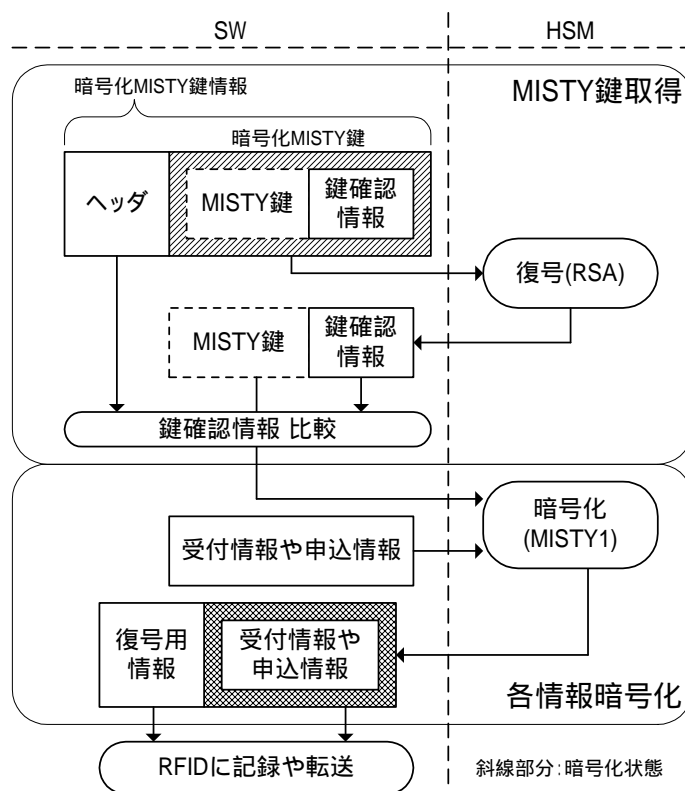 SW
HSM
暗号化MISTY鍵情報
MISTY鍵取得
暗号化MISTY鍵
ヘッダ
MISTY鍵
鍵確認
情報
復号(RSA)
MISTY鍵
鍵確認
情報
鍵確認情報 比較
暗号化
(MISTY1)
受付情報や申込情報
復号用
情報
受付情報や
申込情報
各情報暗号化
RFIDに記録や転送
斜線部分:暗号化状態